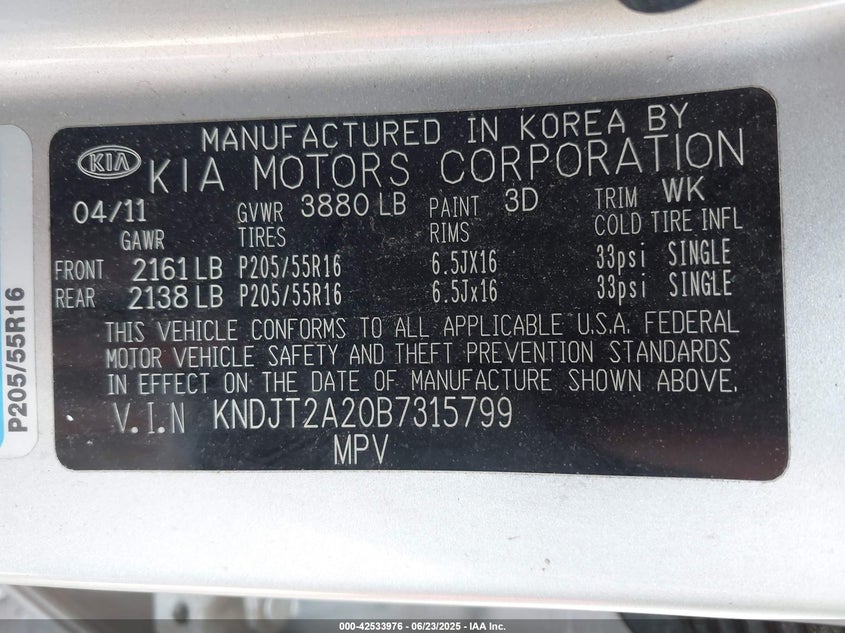 MANUFACTURED IN KOREA BY
KIA KIA MOTORS CORPORATION
04/11 GVWR 3880 LB PAINT 3D TRIM WK
GAWR TIRES RIMS COLD TIRE INFL
FRONT 2161 LB P205/55R16 6.5JX16 33psi SINGLE
REAR 2138 LB P205/55R16 6.5Jx16 33psi SINGLE
THIS VEHICLE CONFORMS TO ALL APPLICABLE U.S.A. FEDERAL
MOTOR VEHICLE SAFETY AND THEFT PREVENTION STANDARDS
IN EFFECT ON THE DATE OF MANUFACTURE SHOWN ABOVE.
V.I.N KNDJT2A20B7315799
MPV
P205/55R16
000-42533976 - 06/23/2025 - IAA Inc.